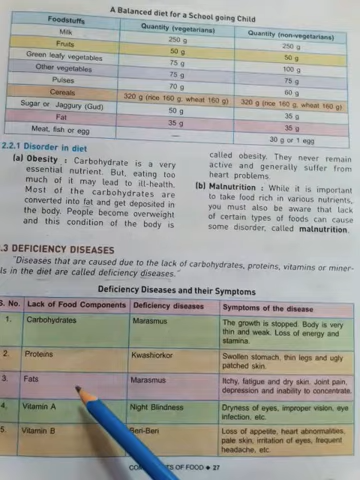 A Balanced diet for a School going Child
Foodstuffs Quantity (vegetarians) Quantity (non-vegetarians)
Milk 250 g 250 g
Fruits 50 g 50 g
Green leafy vegetables 75 g 100 g
Other vegetables 75 g 75 g
Pulses 70 g 60 g
Cereals 320 g (rice 160 g, wheat 160 g) 320 g (rice 160 g, wheat 160 g)
Sugar or Jaggury (Gud) 50 g 35 g
Fat 35 g 35 g
Meat, fish or egg — 30 g or 1 egg
2.2.1 Disorder in diet
(a) Obesity : Carbohydrate is a very
essential nutrient. But, eating too
much of it may lead to ill-health.
Most of the carbohydrates are
converted into fat and get deposited in
the body. People become overweight
and this condition of the body is
called obesity. They never remain
active and generally suffer from
heart problems.
(b) Malnutrition : While it is important
to take food rich in various nutrients,
you must also be aware that lack
of certain types of foods can cause
some disorder, called malnutrition.
.3 DEFICIENCY DISEASES
"Diseases that are caused due to the lack of carbohydrates, proteins, vitamins or miner-
ls in the diet are called deficiency diseases."
Deficiency Diseases and their Symptoms
S. No. Lack of Food Components Deficiency diseases Symptoms of the disease
1. Carbohydrates Marasmus The growth is stopped. Body is very
thin and weak. Loss of energy and
stamina.
2. Proteins Kwashiorkor Swollen stomach, thin legs and ugly
patched skin.
3. Fats Marasmus Itchy, fatigue and dry skin. Joint pain,
depression and inability to concentrate.
4. Vitamin A Night Blindness Dryness of eyes, improper vision, eye
infection, etc.
5. Vitamin B Beri-Beri Loss of appetite, heart abnormalities,
pale skin, irritation of eyes, frequent
headache, etc.
OF FOOD 27